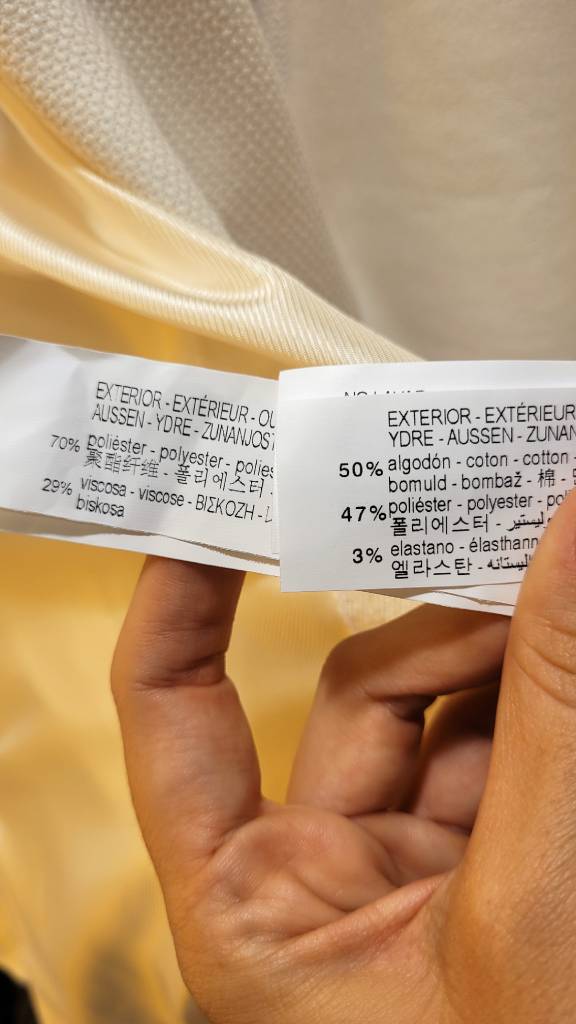 EXTERIOR - EXTÉRIEUR - OU
AUSSEN - YDRE - ZUNANJOST
70% poliéster - polyester - polies
聚酯纤维 - 폴리에스터 -
29% viscosa - viscose - ΒΙΣΚΟΖΗ -
biskosa
EXTERIOR - EXTÉRIEUR
YDRE - AUSSEN - ZUNAN
50% algodón - coton - cotton -
bomuld - bombaž - 棉 -
47% poliéster - polyester - po
폴리에스터 -
3% elastano - élasthann
엘라스탄 -